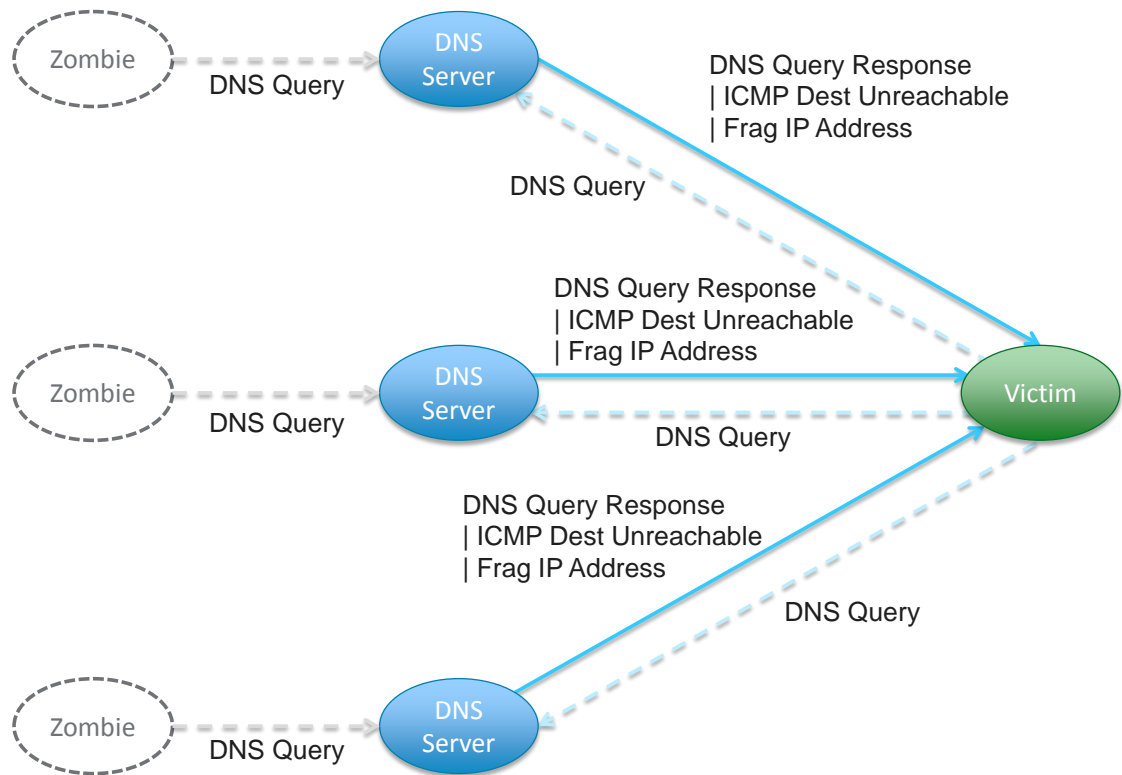 Zombie
DNS Query
DNS
Server
DNS Query Response
| ICMP Dest Unreachable
| Frag IP Address
DNS Query
DNS Query Response
| ICMP Dest Unreachable
| Frag IP Address
Zombie
DNS Query
DNS
Server
DNS Query
Victim
DNS Query Response
| ICMP Dest Unreachable
| Frag IP Address
DNS Query
Zombie
DNS Query
DNS
Server